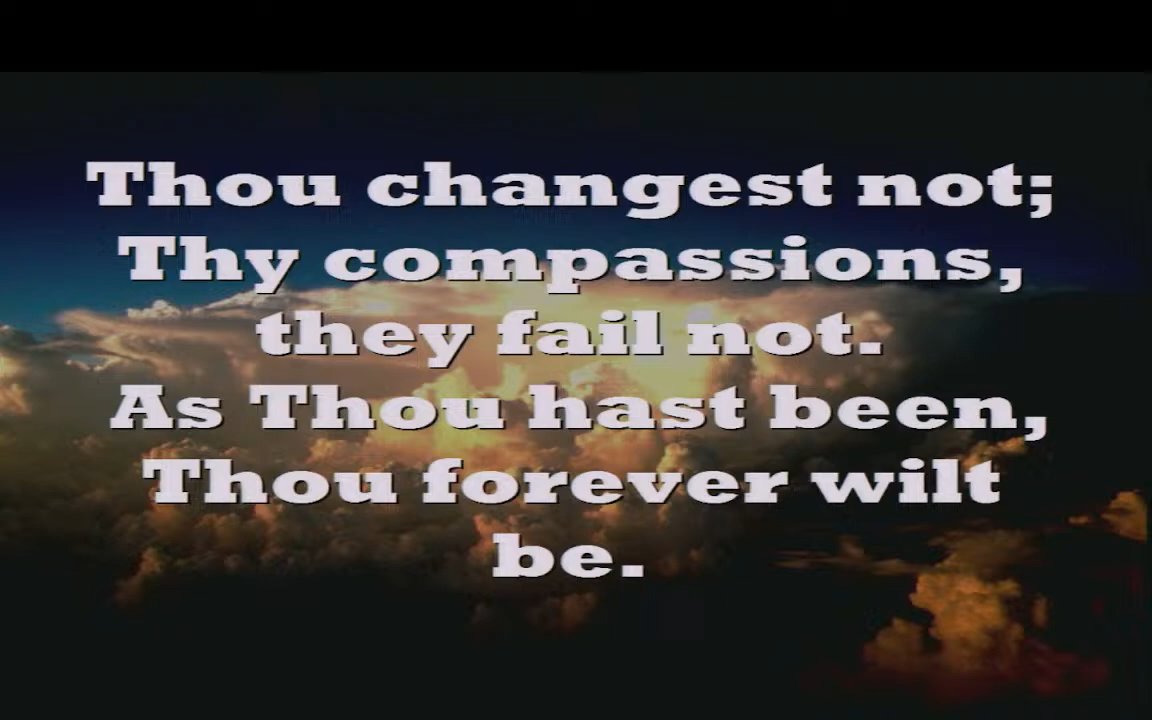 Thou changest not;
Thy compassions,
they fail not.
As Thou hast been,
Thou forever wilt
be.